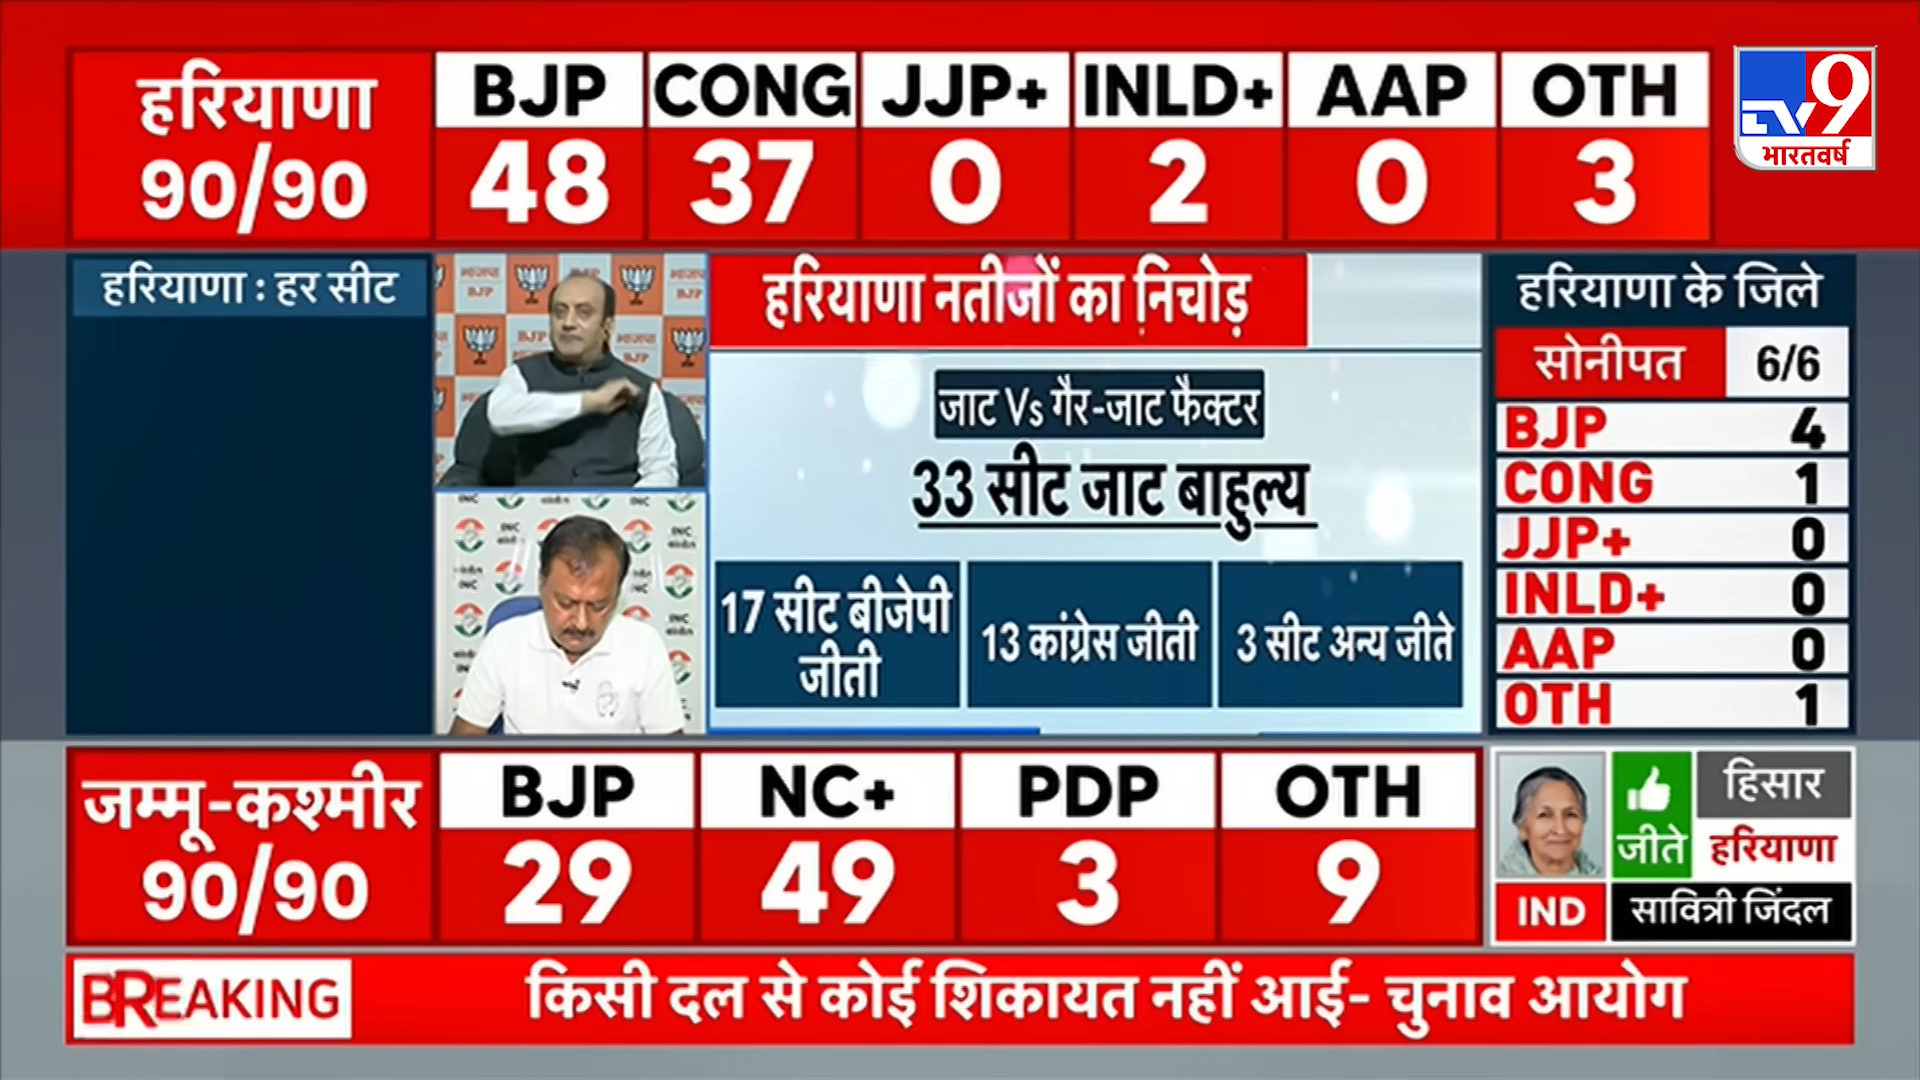 हरियाणा
90/90
BJP
48
CONG
37
JJP+
0
INLD+
2
AAP
0
OTH
3
TV9
भारतवर्ष
हरियाणा : हर सीट
भाजपा
BJP
INC
कांग्रेस
हरियाणा नतीजों का निचोड़
जाट Vs गैर-जाट फैक्टर
33 सीट जाट बाहुल्य
17 सीट बीजेपी
जीती
13 कांग्रेस जीती
3 सीट अन्य जीते
हरियाणा के जिले
सोनीपत 6/6
BJP 4
CONG 1
JJP+ 0
INLD+ 0
AAP 0
OTH 1
जम्मू-कश्मीर
90/90
BJP
29
NC+
49
PDP
3
OTH
9
जीते
हिसार
हरियाणा
IND
सावित्री जिंदल
BREAKING
किसी दल से कोई शिकायत नहीं आई- चुनाव आयोग